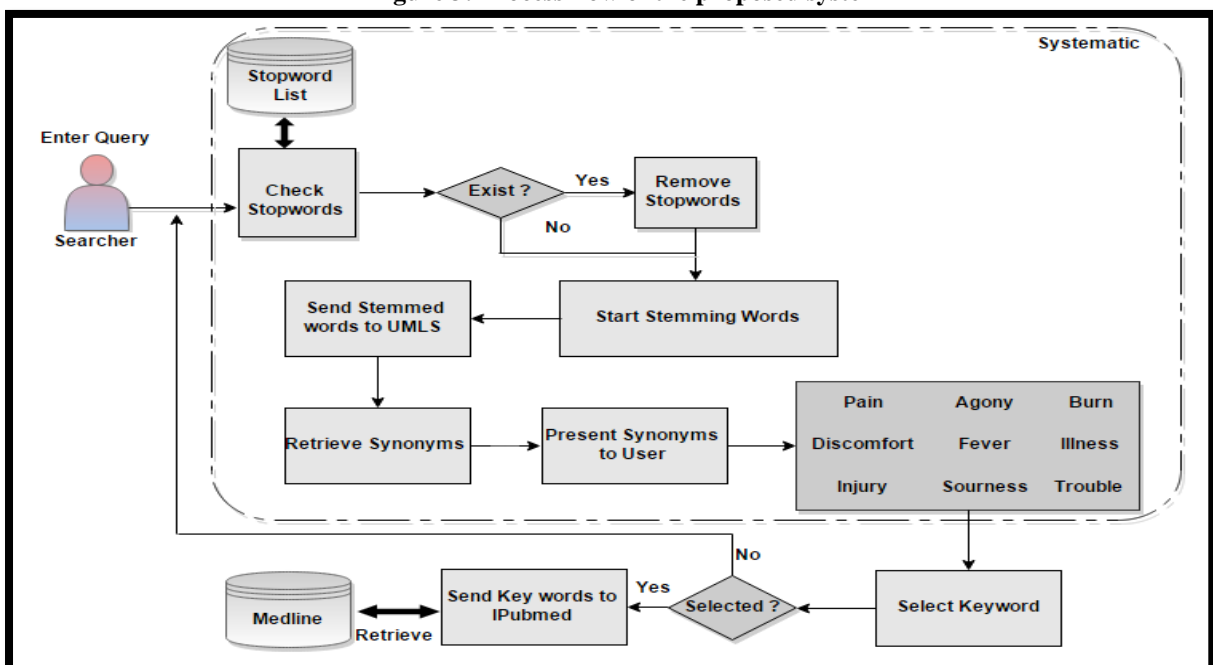 Systematic
Stopword
List
Enter Query
Searcher
Check
Stopwords
Exist ?
Yes
No
Remove
Stopwords
Start Stemming Words
Send Stemmed
words to UMLS
Retrieve Synonyms
Present Synonyms
to User
Pain Agony Burn
Discomfort Fever Illness
Injury Sourness Trouble
Select Keyword
Selected ?
No
Yes
Send Key words to
IPubmed
Retrieve
Medline